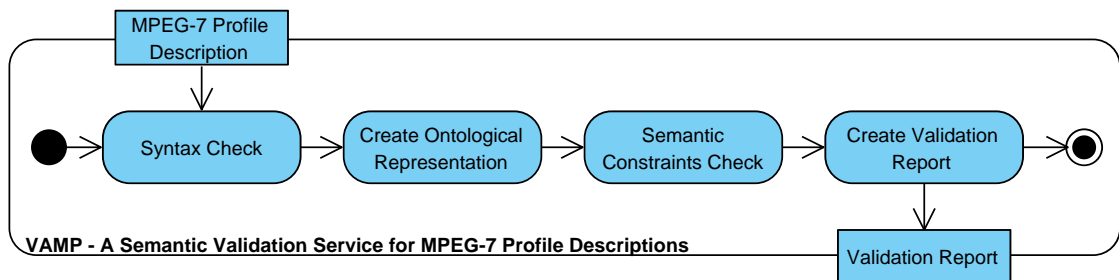 MPEG-7 Profile
Description
Syntax Check
Create Ontological
Representation
Semantic
Constraints Check
Create Validation
Report
VAMP - A Semantic Validation Service for MPEG-7 Profile Descriptions
Validation Report